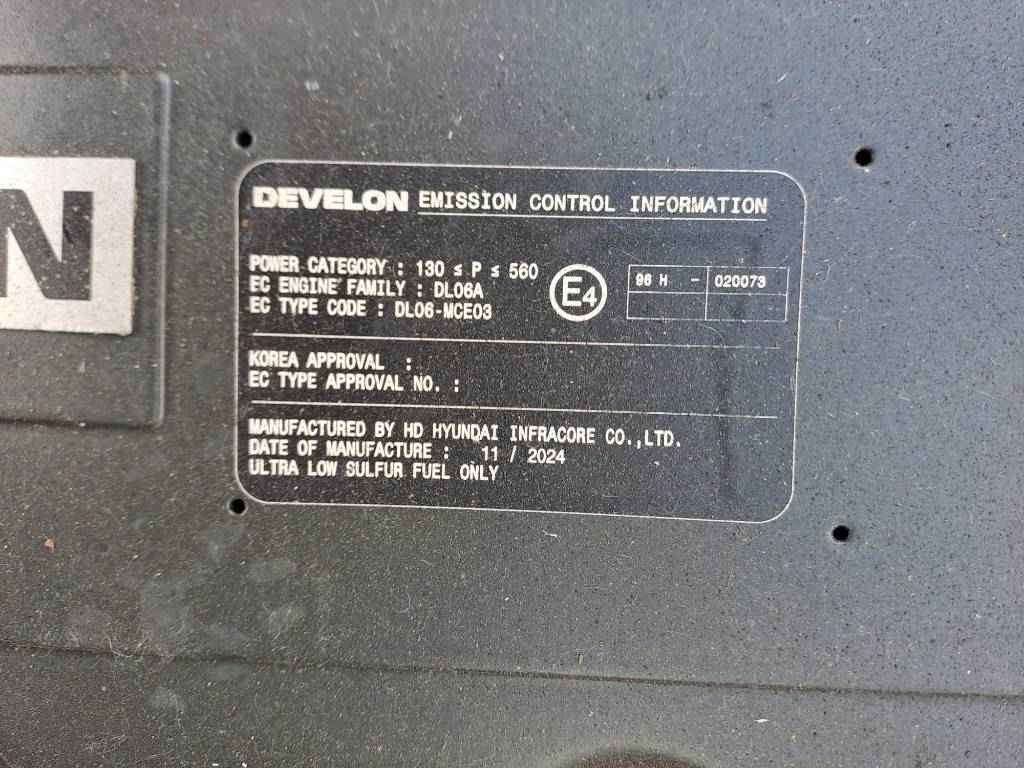 N
DEVELON EMISSION CONTROL INFORMATION
POWER CATEGORY : 130 ≤ P ≤ 560
EC ENGINE FAMILY : DL06A
EC TYPE CODE : DL06-MCE03
E4
96 H - 020073
KOREA APPROVAL :
EC TYPE APPROVAL NO. :
MANUFACTURED BY HD HYUNDAI INFRACORE CO.,LTD.
DATE OF MANUFACTURE : 11 / 2024
ULTRA LOW SULFUR FUEL ONLY